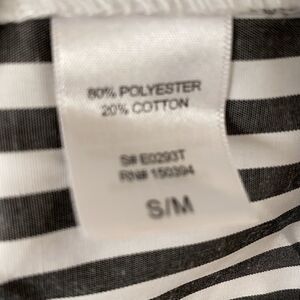 80% POLYESTER
20% COTTON
S# E0293T
RN# 150394
S/M